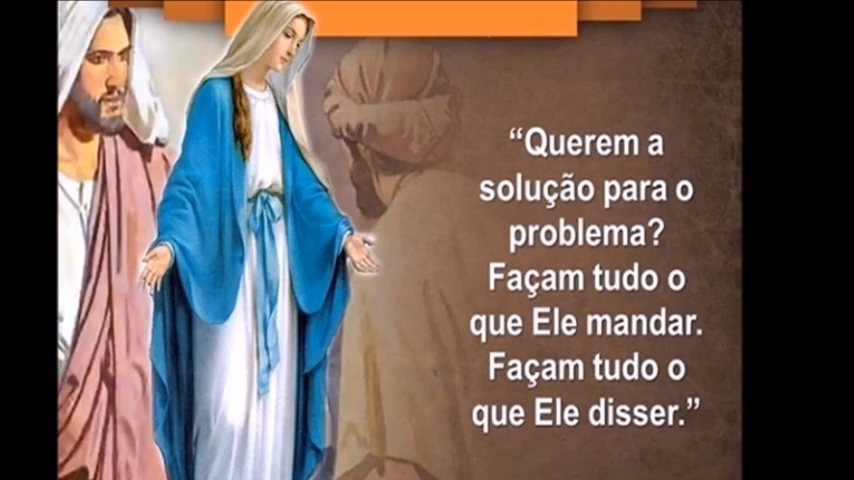 “Querem a
solução para o
problema?
Façam tudo o
que Ele mandar.
Façam tudo o
que Ele disser.”